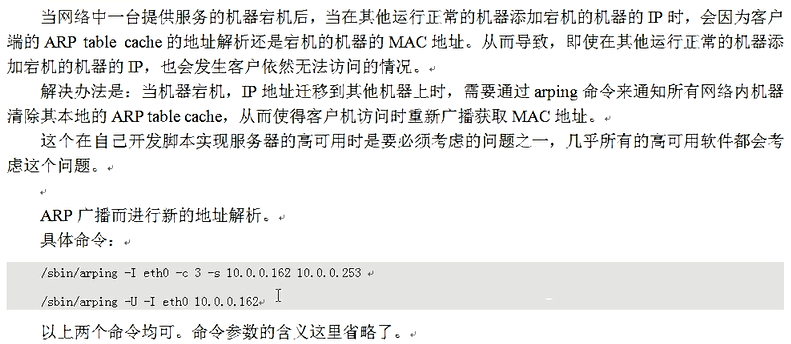 当网络中一台提供服务的机器宕机后，当在其他运行正常的机器添加宕机的机器的 IP 时，会因为客户
端的 ARP table cache 的地址解析还是宕机的机器的 MAC 地址。从而导致，即使在其他运行正常的机器添
加宕机的机器的 IP，也会发生客户依然无法访问的情况。
解决办法是：当机器宕机，IP 地址迁移到其他机器上时，需要通过 arping 命令来通知所有网络内机器
清除其本地的 ARP table cache，从而使得客户机访问时重新广播获取 MAC 地址。
这个在自己开发脚本实现服务器的高可用时是要必须考虑的问题之一，几乎所有的高可用软件都会考
虑这个问题。
ARP 广播而进行新的地址解析。
具体命令：
/sbin/arping -I eth0 -c 3 -s 10.0.0.162 10.0.0.253
/sbin/arping -U -I eth0 10.0.0.162
以上两个命令均可。命令参数的含义这里省略了。